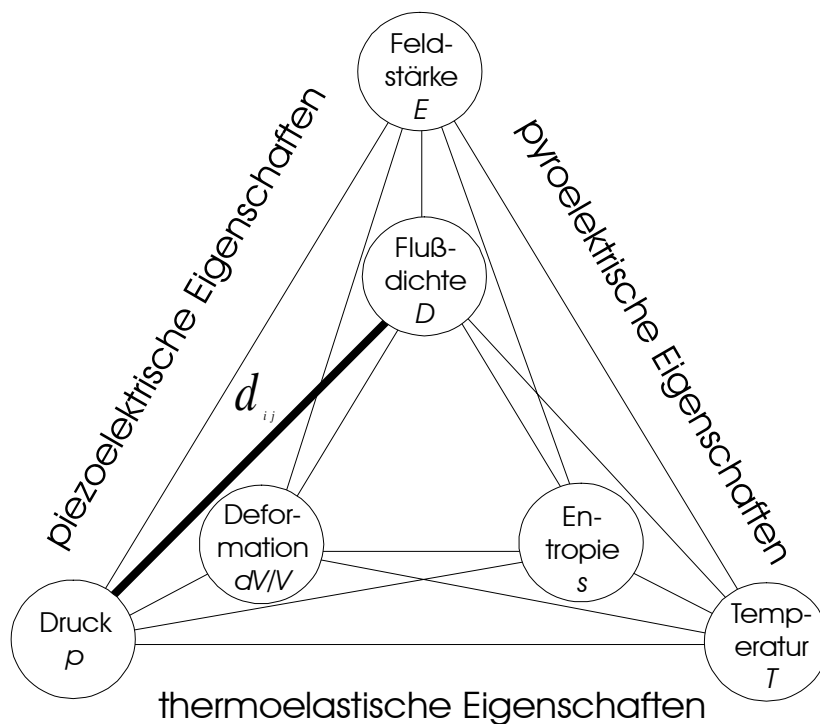 Feld-
stärke
E
piezoelektrische Eigenschaften
pyroelektrische Eigenschaften
Fluß-
dichte
D
d ij
Defor-
mation
dV/V
En-
tropie
s
Druck
p
Temp-
eratur
T
thermoelastische Eigenschaften